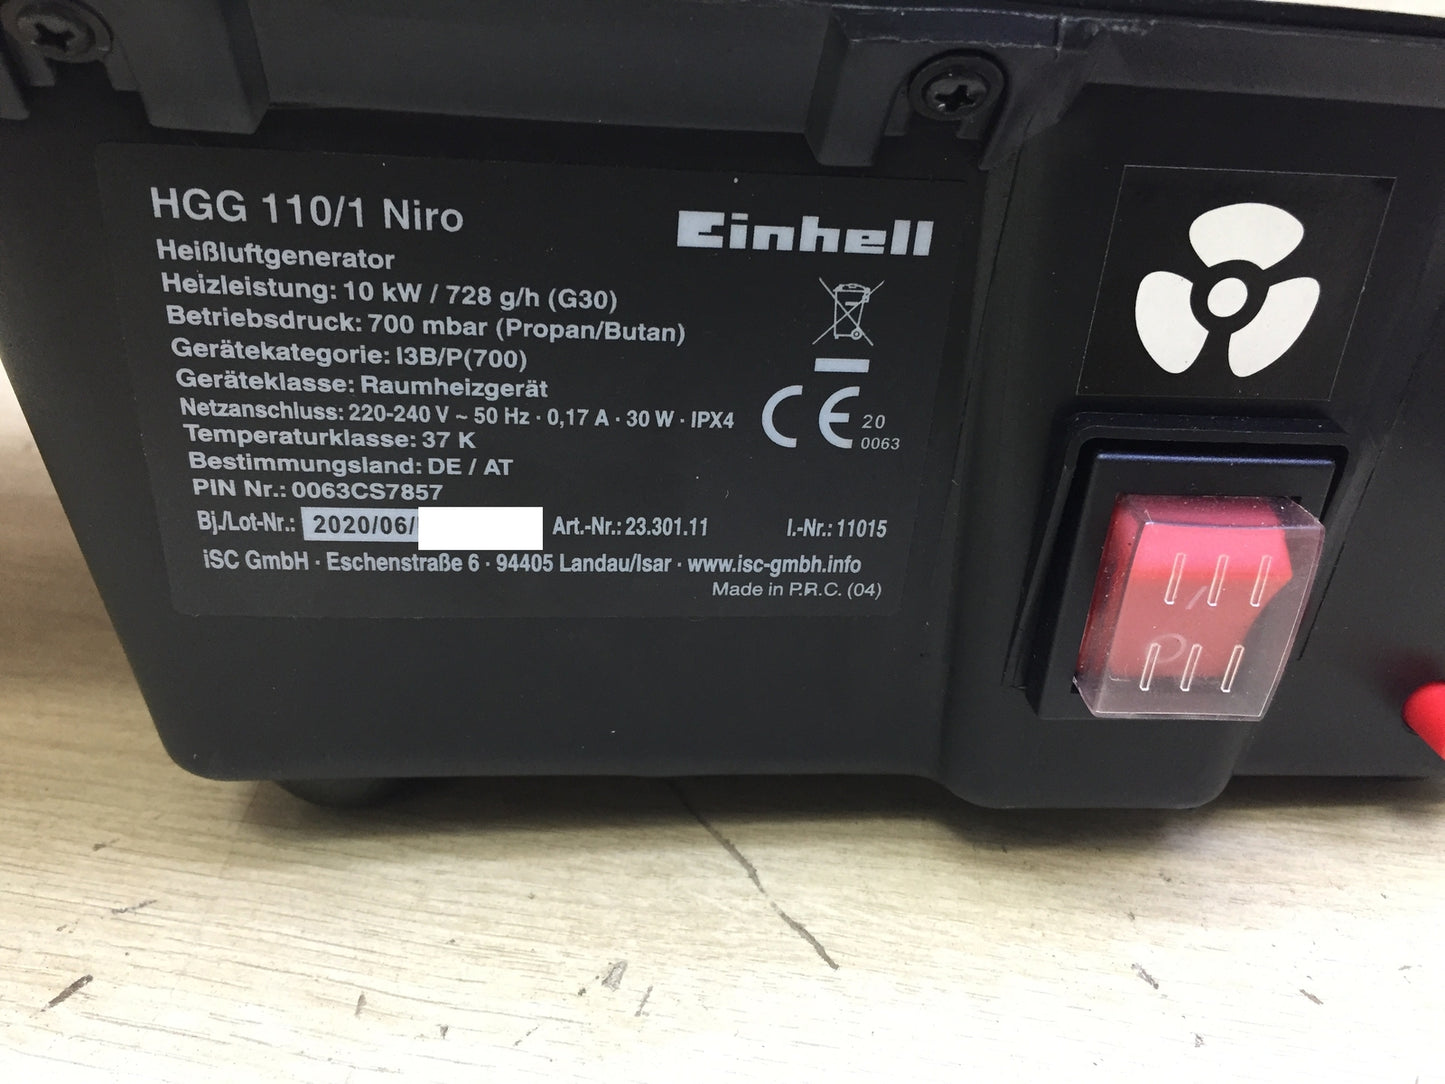 HGG 110/1 Niro
Einhell
Heißluftgenerator
Heizleistung: 10 kW / 728 g/h (G30)
Betriebsdruck: 700 mbar (Propan/Butan)
Gerätekategorie: I3B/P(700)
Geräteklasse: Raumheizgerät
Netzanschluss: 220-240 V ~ 50 Hz · 0,17 A · 30 W · IPX4
Temperaturklasse: 37 K
Bestimmungsland: DE / AT
PIN Nr.: 0063CS7857
CE 20
0063
Bj./Lot-Nr.: 2020/06/ Art.-Nr.: 23.301.11 I.-Nr.: 11015
iSC GmbH · Eschenstraße 6 · 94405 Landau/Isar · www.isc-gmbh.info
Made in P.R.C. (04)